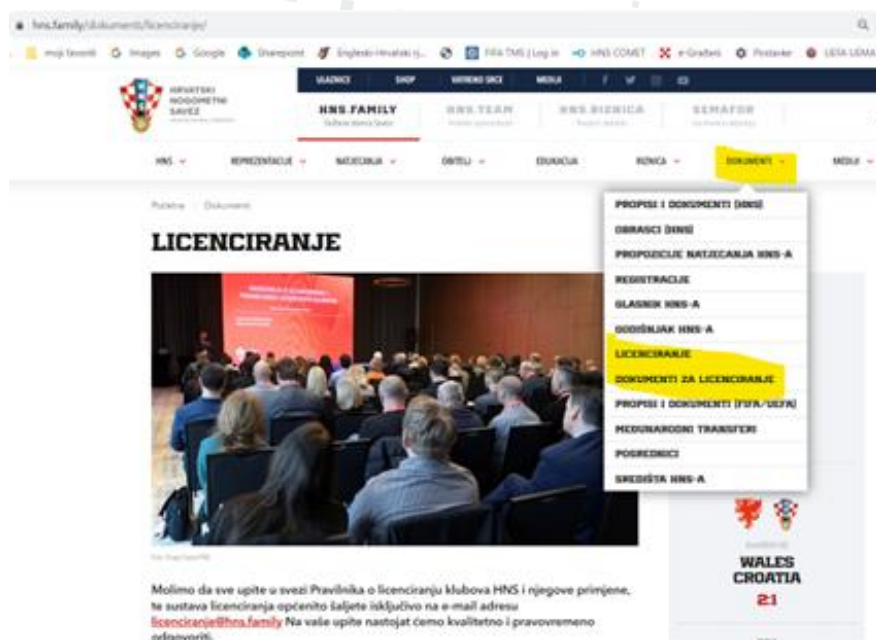 hns.family/dokumenti/licenciranje/
moji favoriti Images Google Sharepoint Engleski-Hrvatski rj... FIFA TMS | Log in HNS COMET e-Građani Postavke
HRVATSKI
NOGOMETNI
SAVEZ
ULAZNICE SHOP VATRENO SRCE MEDIJI
HNS.FAMILY HNS.TEAM HNS.RIZNICA SEMAFOR
HNS REPREZENTACIJE NATJECANJA OBITELJ EDUKACIJA RIZNICA DOKUMENTI MEDIJI
Početna Dokumenti
LICENCIRANJE
PROPISI I DOKUMENTI (HNS)
OBRASCI (HNS)
PROPOZICIJE NATJECANJA HNS-A
REGISTRACIJE
GLASNIK HNS-A
GODIŠNJAK HNS-A
LICENCIRANJE
DOKUMENTI ZA LICENCIRANJE
PROPISI I DOKUMENTI (FIFA/UEFA)
MEĐUNARODNI TRANSFERI
POSREDNICI
SREDIŠTA HNS-A
WALES
CROATIA
2:1
Molimo da sve upite u svezi Pravilnika o licenciranju klubova HNS i njegove primjene,
te sustava licenciranja općenito šaljete isključivo na e-mail adresu
licenciranje@hns.family Na vaše upite nastojat ćemo kvalitetno i pravovremeno
odgovoriti.